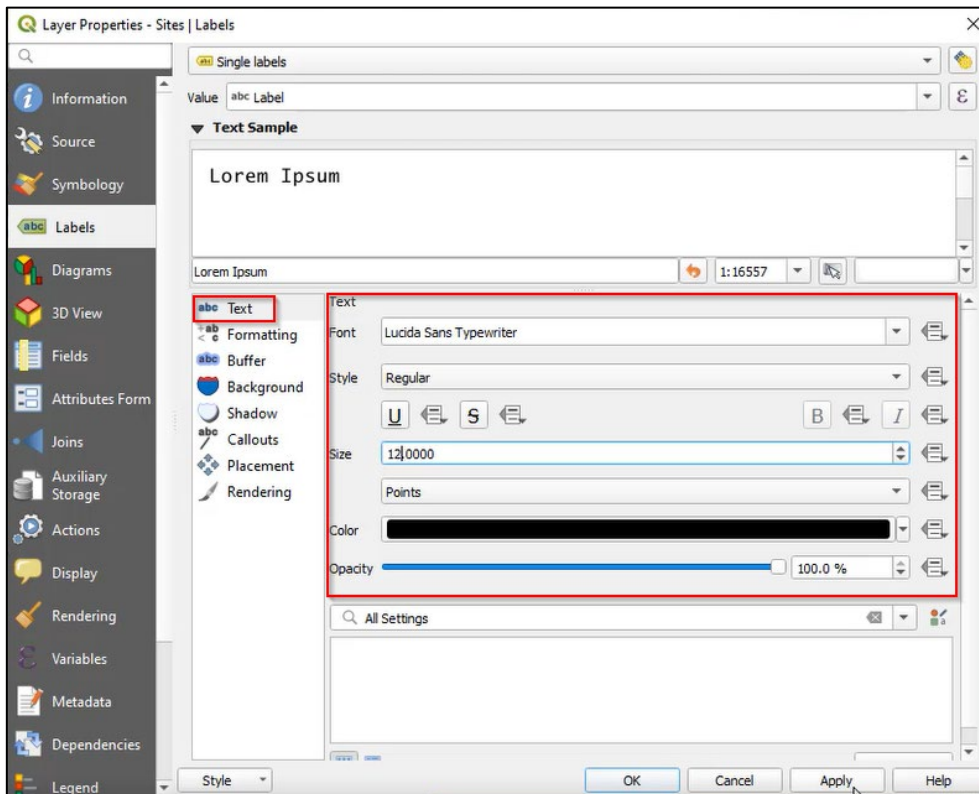 Layer Properties - Sites | Labels
Single labels
Value abc Label
Text Sample
Lorem Ipsum
Lorem Ipsum
1:16557
Information
Source
Symbology
abc Labels
Diagrams
3D View
Fields
Attributes Form
Joins
Auxiliary
Storage
Actions
Display
Rendering
Variables
Metadata
Dependencies
Legend
abc Text
Formatting
abc Buffer
Background
Shadow
abc Callouts
Placement
Rendering
Text
Font Lucida Sans Typewriter
Style Regular
U S B I
Size 12.0000
Points
Color
Opacity 100.0 %
All Settings
Style OK Cancel Apply Help